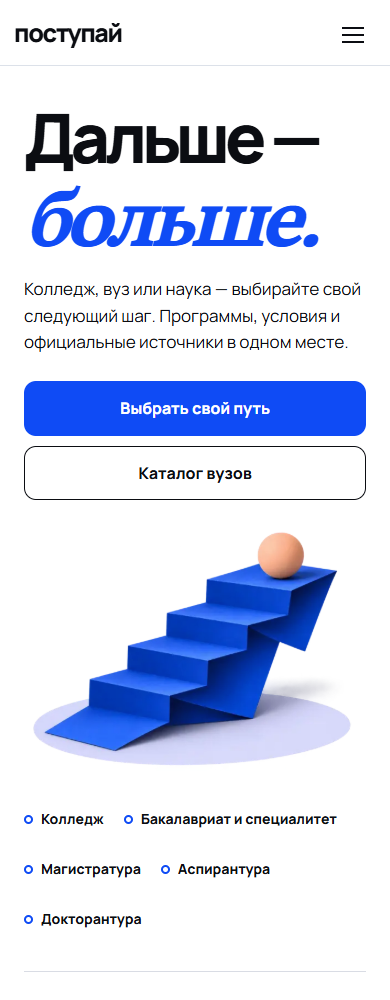 поступай
Дальше —
больше.
Колледж, вуз или наука — выбирайте свой
следующий шаг. Программы, условия и
официальные источники в одном месте.
Выбрать свой путь
Каталог вузов
Колледж
Бакалавриат и специалитет
Магистратура
Аспирантура
Докторантура